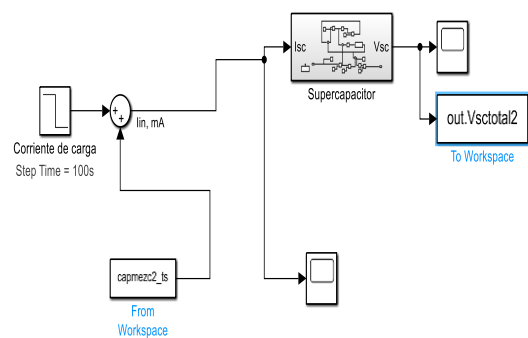 Isc
Vsc
Supercapacitor
out.Vsctotal2
To Workspace
+
+
Iin, mA
Corriente de carga
Step Time = 100s
capmezc2_ts
From
Workspace